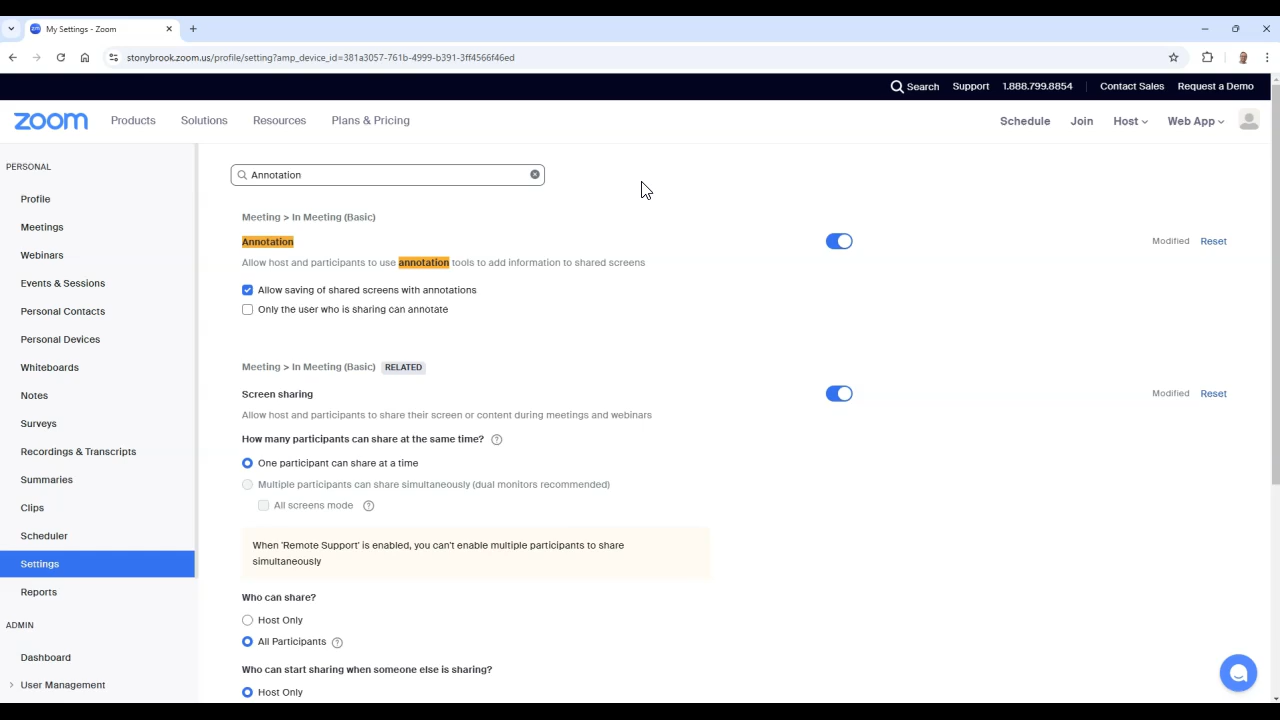 My Settings - Zoom
stonybrook.zoom.us/profile/setting?amp_device_id=381a3057-761b-4999-b391-3ff4566f46ed
Search Support 1.888.799.8854 Contact Sales Request a Demo
zoom Products Solutions Resources Plans & Pricing Schedule Join Host Web App
PERSONAL
Profile
Meetings
Webinars
Events & Sessions
Personal Contacts
Personal Devices
Whiteboards
Notes
Surveys
Recordings & Transcripts
Summaries
Clips
Scheduler
Settings
Reports
ADMIN
Dashboard
User Management
Annotation
Meeting > In Meeting (Basic)
Annotation Modified Reset
Allow host and participants to use annotation tools to add information to shared screens
Allow saving of shared screens with annotations
Only the user who is sharing can annotate
Meeting > In Meeting (Basic) RELATED
Screen sharing Modified Reset
Allow host and participants to share their screen or content during meetings and webinars
How many participants can share at the same time? ?
One participant can share at a time
Multiple participants can share simultaneously (dual monitors recommended)
All screens mode ?
When 'Remote Support' is enabled, you can't enable multiple participants to share
simultaneously
Who can share?
Host Only
All Participants ?
Who can start sharing when someone else is sharing?
Host Only